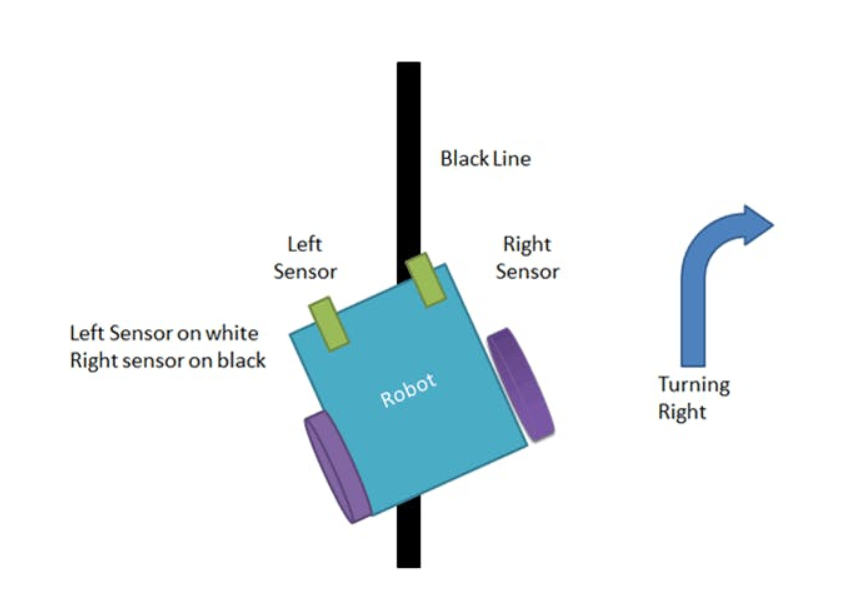 Black Line
Left
Sensor
Right
Sensor
Left Sensor on white
Right sensor on black
Robot
Turning
Right